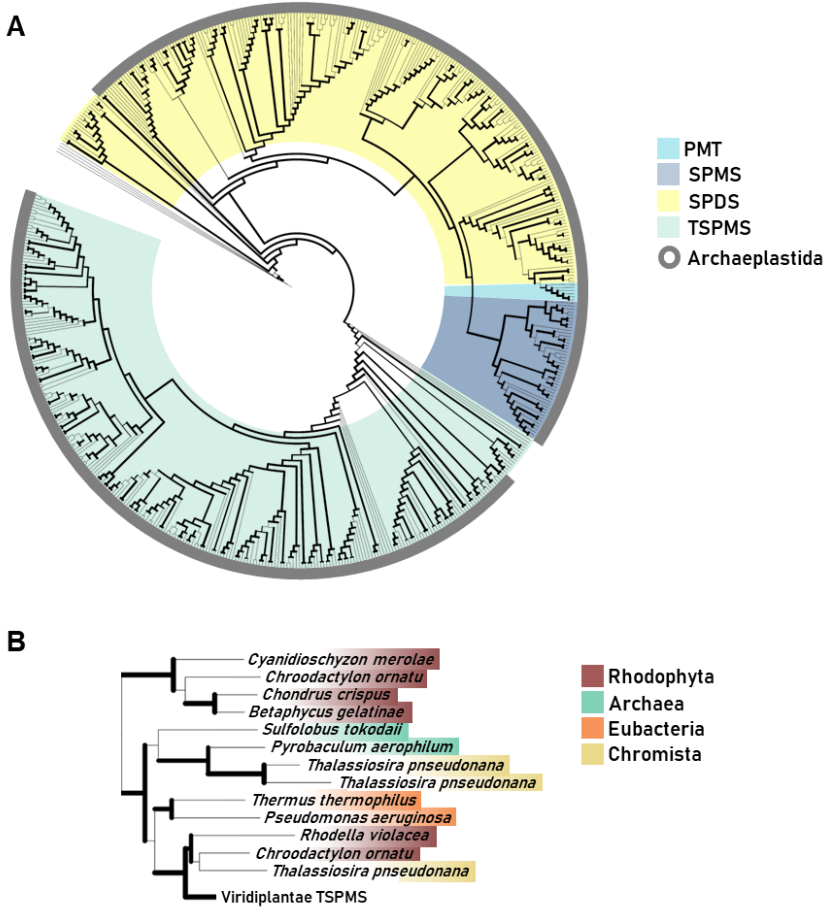 A
PMT
SPMS
SPDS
TSPMS
Archaeplastida
B
Cyanidioschyzon merolae
Chroodactylon ornatu
Chondrus crispus
Betaphycus gelatinae
Sulfolobus tokodaii
Pyrobaculum aerophilum
Thalassiosira pnseudonana
Thalassiosira pnseudonana
Thermus thermophilus
Pseudomonas aeruginosa
Rhodella violacea
Chroodactylon ornatu
Thalassiosira pnseudonana
Viridiplantae TSPMS
Rhodophyta
Archaea
Eubacteria
Chromista